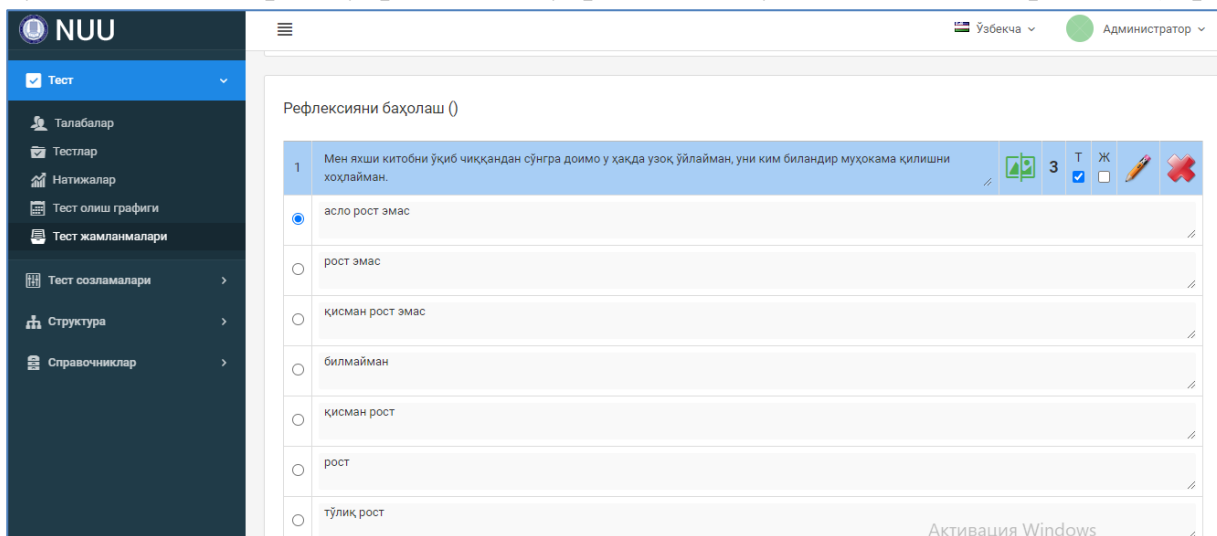 NUU
Ўзбекча
Администратор
Тест
Талабалар
Тестлар
Натижалар
Тест олиш графиги
Тест жамланмалари
Тест созламалари
Структура
Справочниклар
Рефлексияни баҳолаш ()
1 Мен яхши китобни ўқиб чиққандан сўнгра доимо у ҳақда узоқ ўйлайман, уни ким биландир муҳокама қилишни
хоҳлайман.
3 Т Ж
асло рост эмас
рост эмас
қисман рост эмас
билмайман
қисман рост
рост
тўлиқ рост
Активация Windows